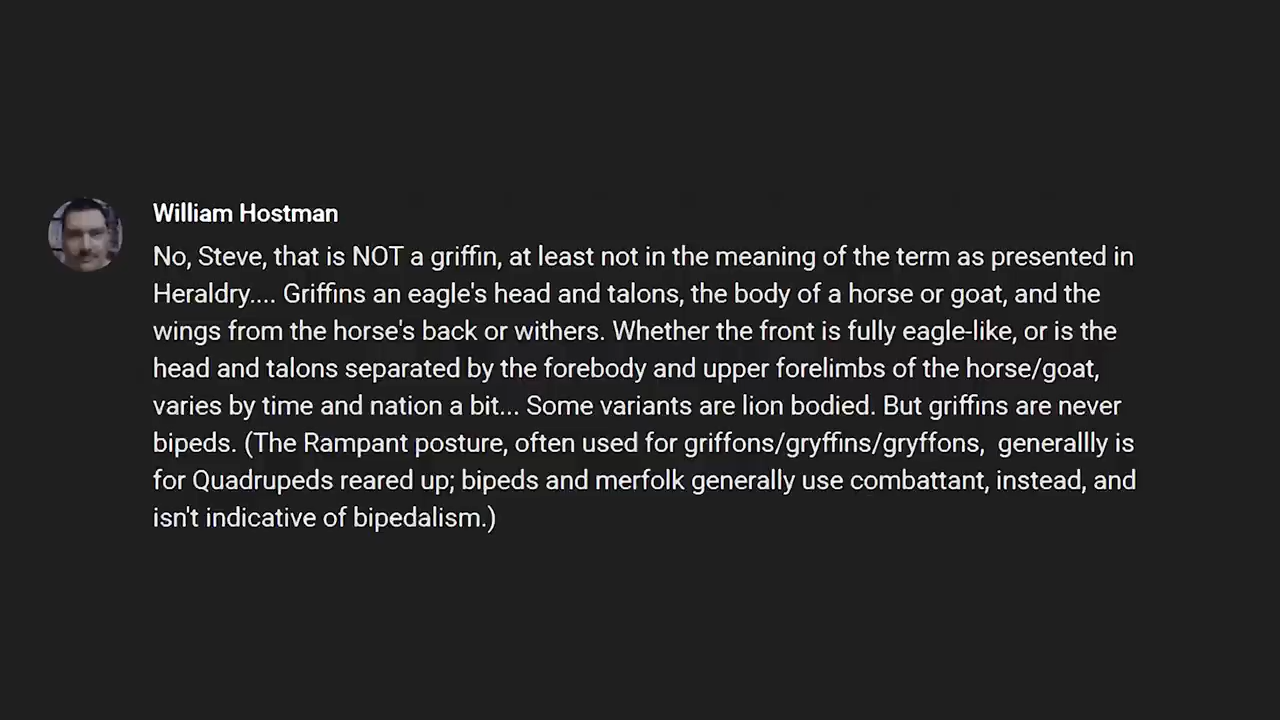 William Hostman
No, Steve, that is NOT a griffin, at least not in the meaning of the term as presented in
Heraldry.... Griffins an eagle's head and talons, the body of a horse or goat, and the
wings from the horse's back or withers. Whether the front is fully eagle-like, or is the
head and talons separated by the forebody and upper forelimbs of the horse/goat,
varies by time and nation a bit... Some variants are lion bodied. But griffins are never
bipeds. (The Rampant posture, often used for griffons/gryffins/gryffons,  generallly is
for Quadrupeds reared up; bipeds and merfolk generally use combattant, instead, and
isn't indicative of bipedalism.)